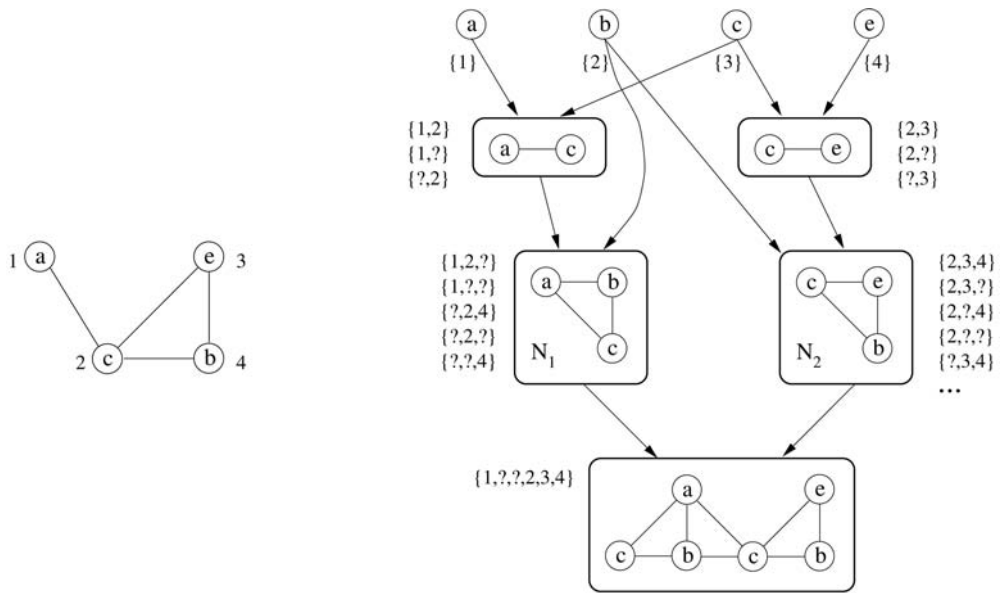 a b c e
{1} {2} {3} {4}
{1,2}
{1,?}
{?,2}
a c
c e
{2,3}
{2,?}
{?,3}
1 a
e 3
2 c
b 4
{1,2,?}
{1,?,?}
{?,2,4}
{?,2,?}
{?,?,4}
a b
c
N1
c e
b
N2
{2,3,4}
{2,3,?}
{2,?,4}
{2,?,?}
{?,3,4}
...
{1,?,?,2,3,4}
a e
c b c b